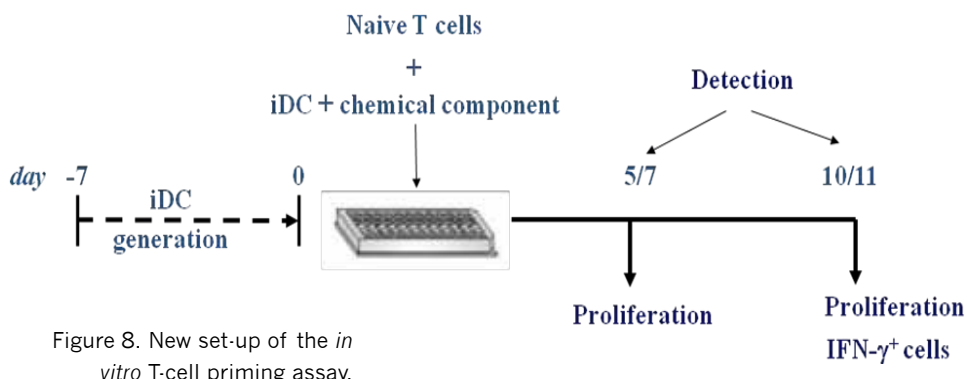 Naive T cells
+
iDC + chemical component
Detection
day -7 0 5/7 10/11
iDC
generation
Proliferation
Proliferation
IFN-γ⁺ cells
Figure 8. New set-up of the in
vitro T-cell priming assay.